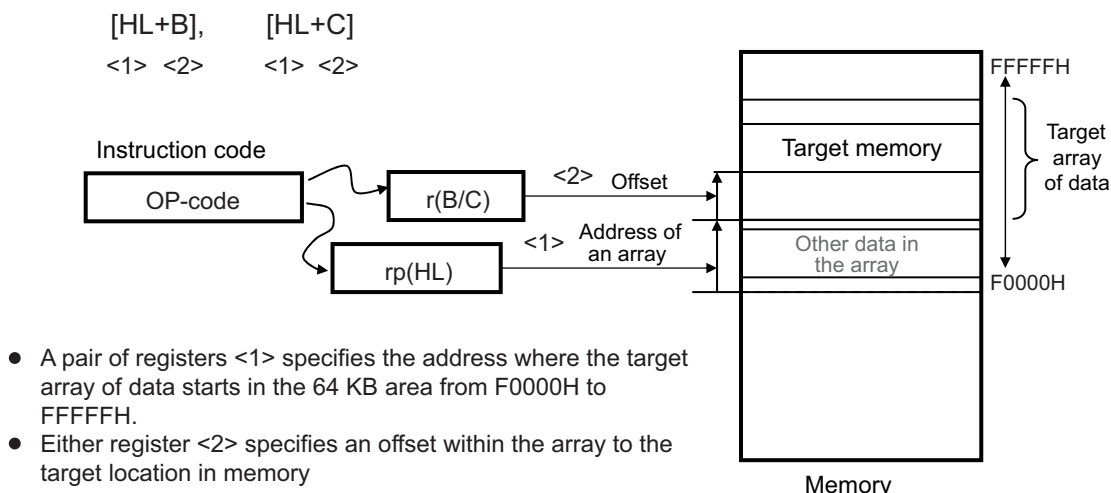 [HL+B], [HL+C]
<1> <2> <1> <2>
FFFFFH
Target
array
of data
Target memory
Instruction code
OP-code
r(B/C)
<2> Offset
<1> Address of
an array
rp(HL)
Other data in
the array
F0000H
● A pair of registers <1> specifies the address where the target
array of data starts in the 64 KB area from F0000H to
FFFFFH.
● Either register <2> specifies an offset within the array to the
target location in memory
Memory